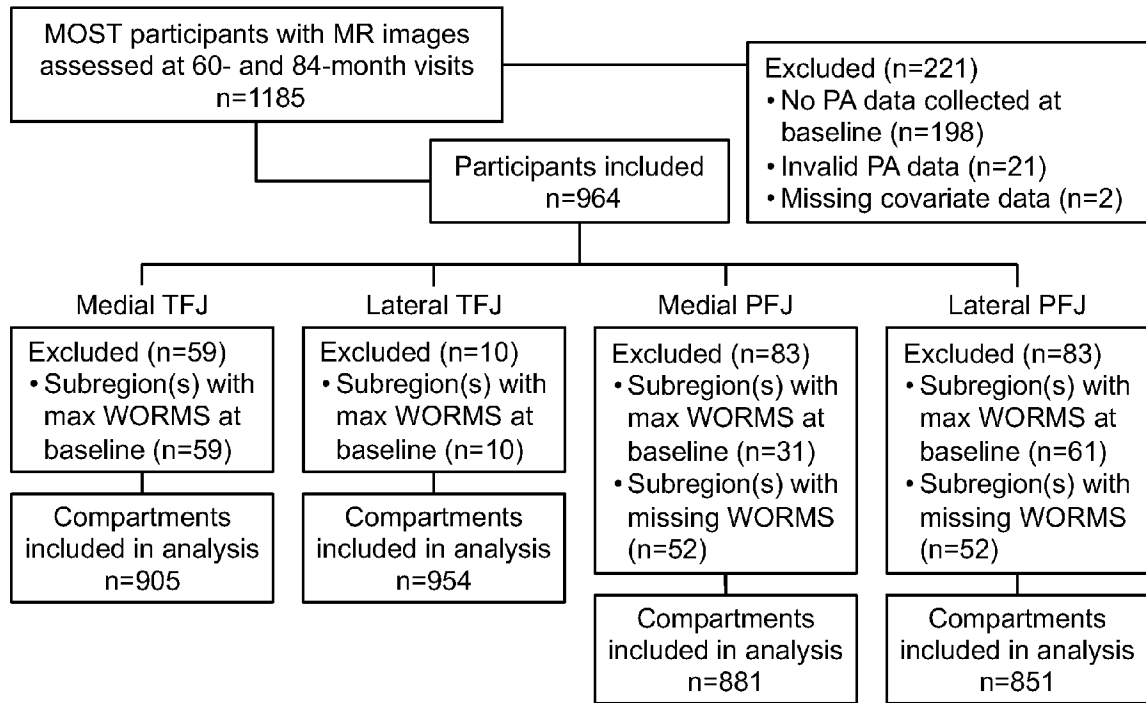 MOST participants with MR images
assessed at 60- and 84-month visits
n=1185
Excluded (n=221)
• No PA data collected at
baseline (n=198)
• Invalid PA data (n=21)
• Missing covariate data (n=2)
Participants included
n=964
Medial TFJ
Excluded (n=59)
• Subregion(s) with
max WORMS at
baseline (n=59)
Compartments
included in analysis
n=905
Lateral TFJ
Excluded (n=10)
• Subregion(s) with
max WORMS at
baseline (n=10)
Compartments
included in analysis
n=954
Medial PFJ
Excluded (n=83)
• Subregion(s) with
max WORMS at
baseline (n=31)
• Subregion(s) with
missing WORMS
(n=52)
Compartments
included in analysis
n=881
Lateral PFJ
Excluded (n=83)
• Subregion(s) with
max WORMS at
baseline (n=61)
• Subregion(s) with
missing WORMS
(n=52)
Compartments
included in analysis
n=851